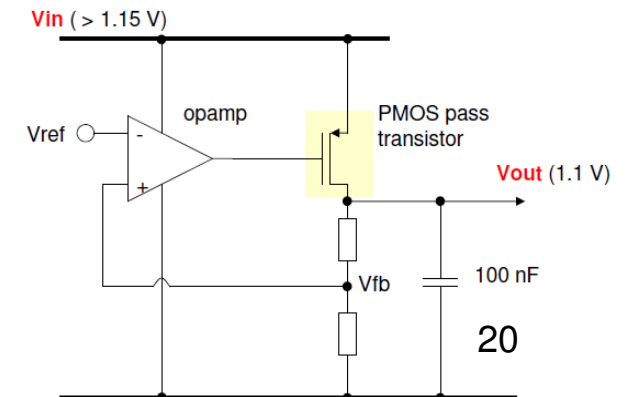 Vin ( > 1.15 V)
opamp
PMOS pass
transistor
Vref
-
+
Vout (1.1 V)
Vfb
100 nF
20